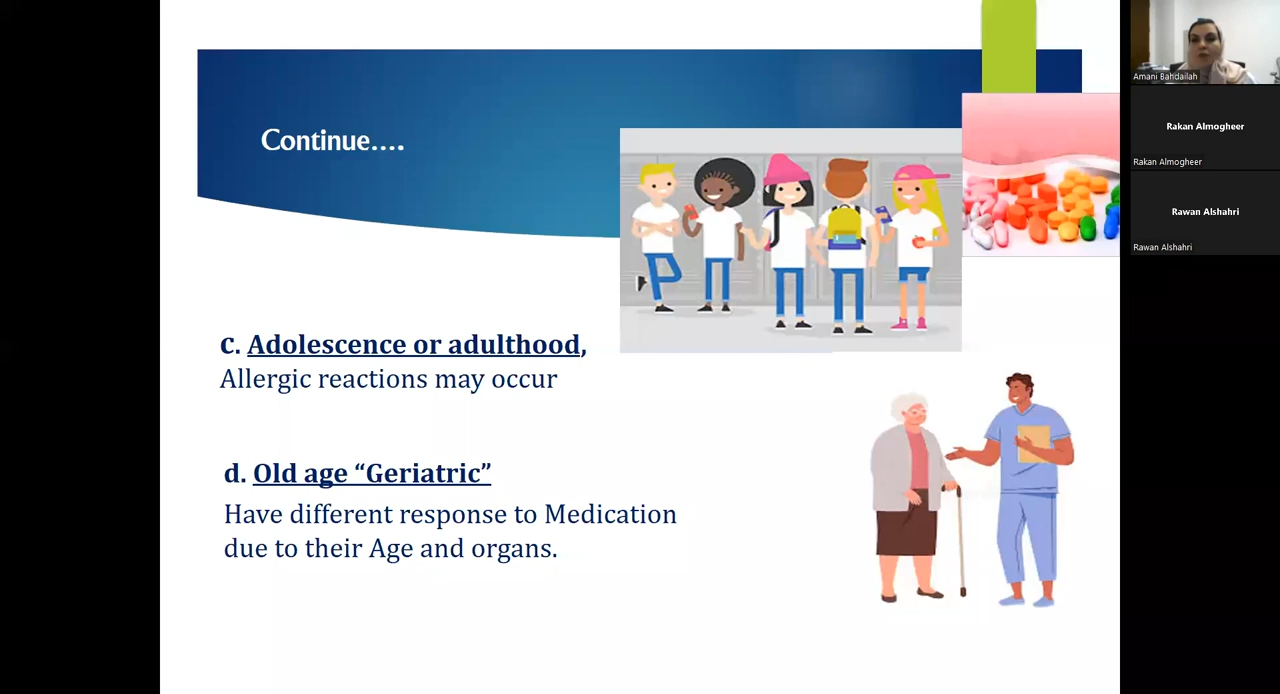 Continue....
c. Adolescence or adulthood,
Allergic reactions may occur
d. Old age “Geriatric”
Have different response to Medication
due to their Age and organs.
Amani Bahdailah
Rakan Almogheer
Rakan Almogheer
Rawan Alshahri
Rawan Alshahri